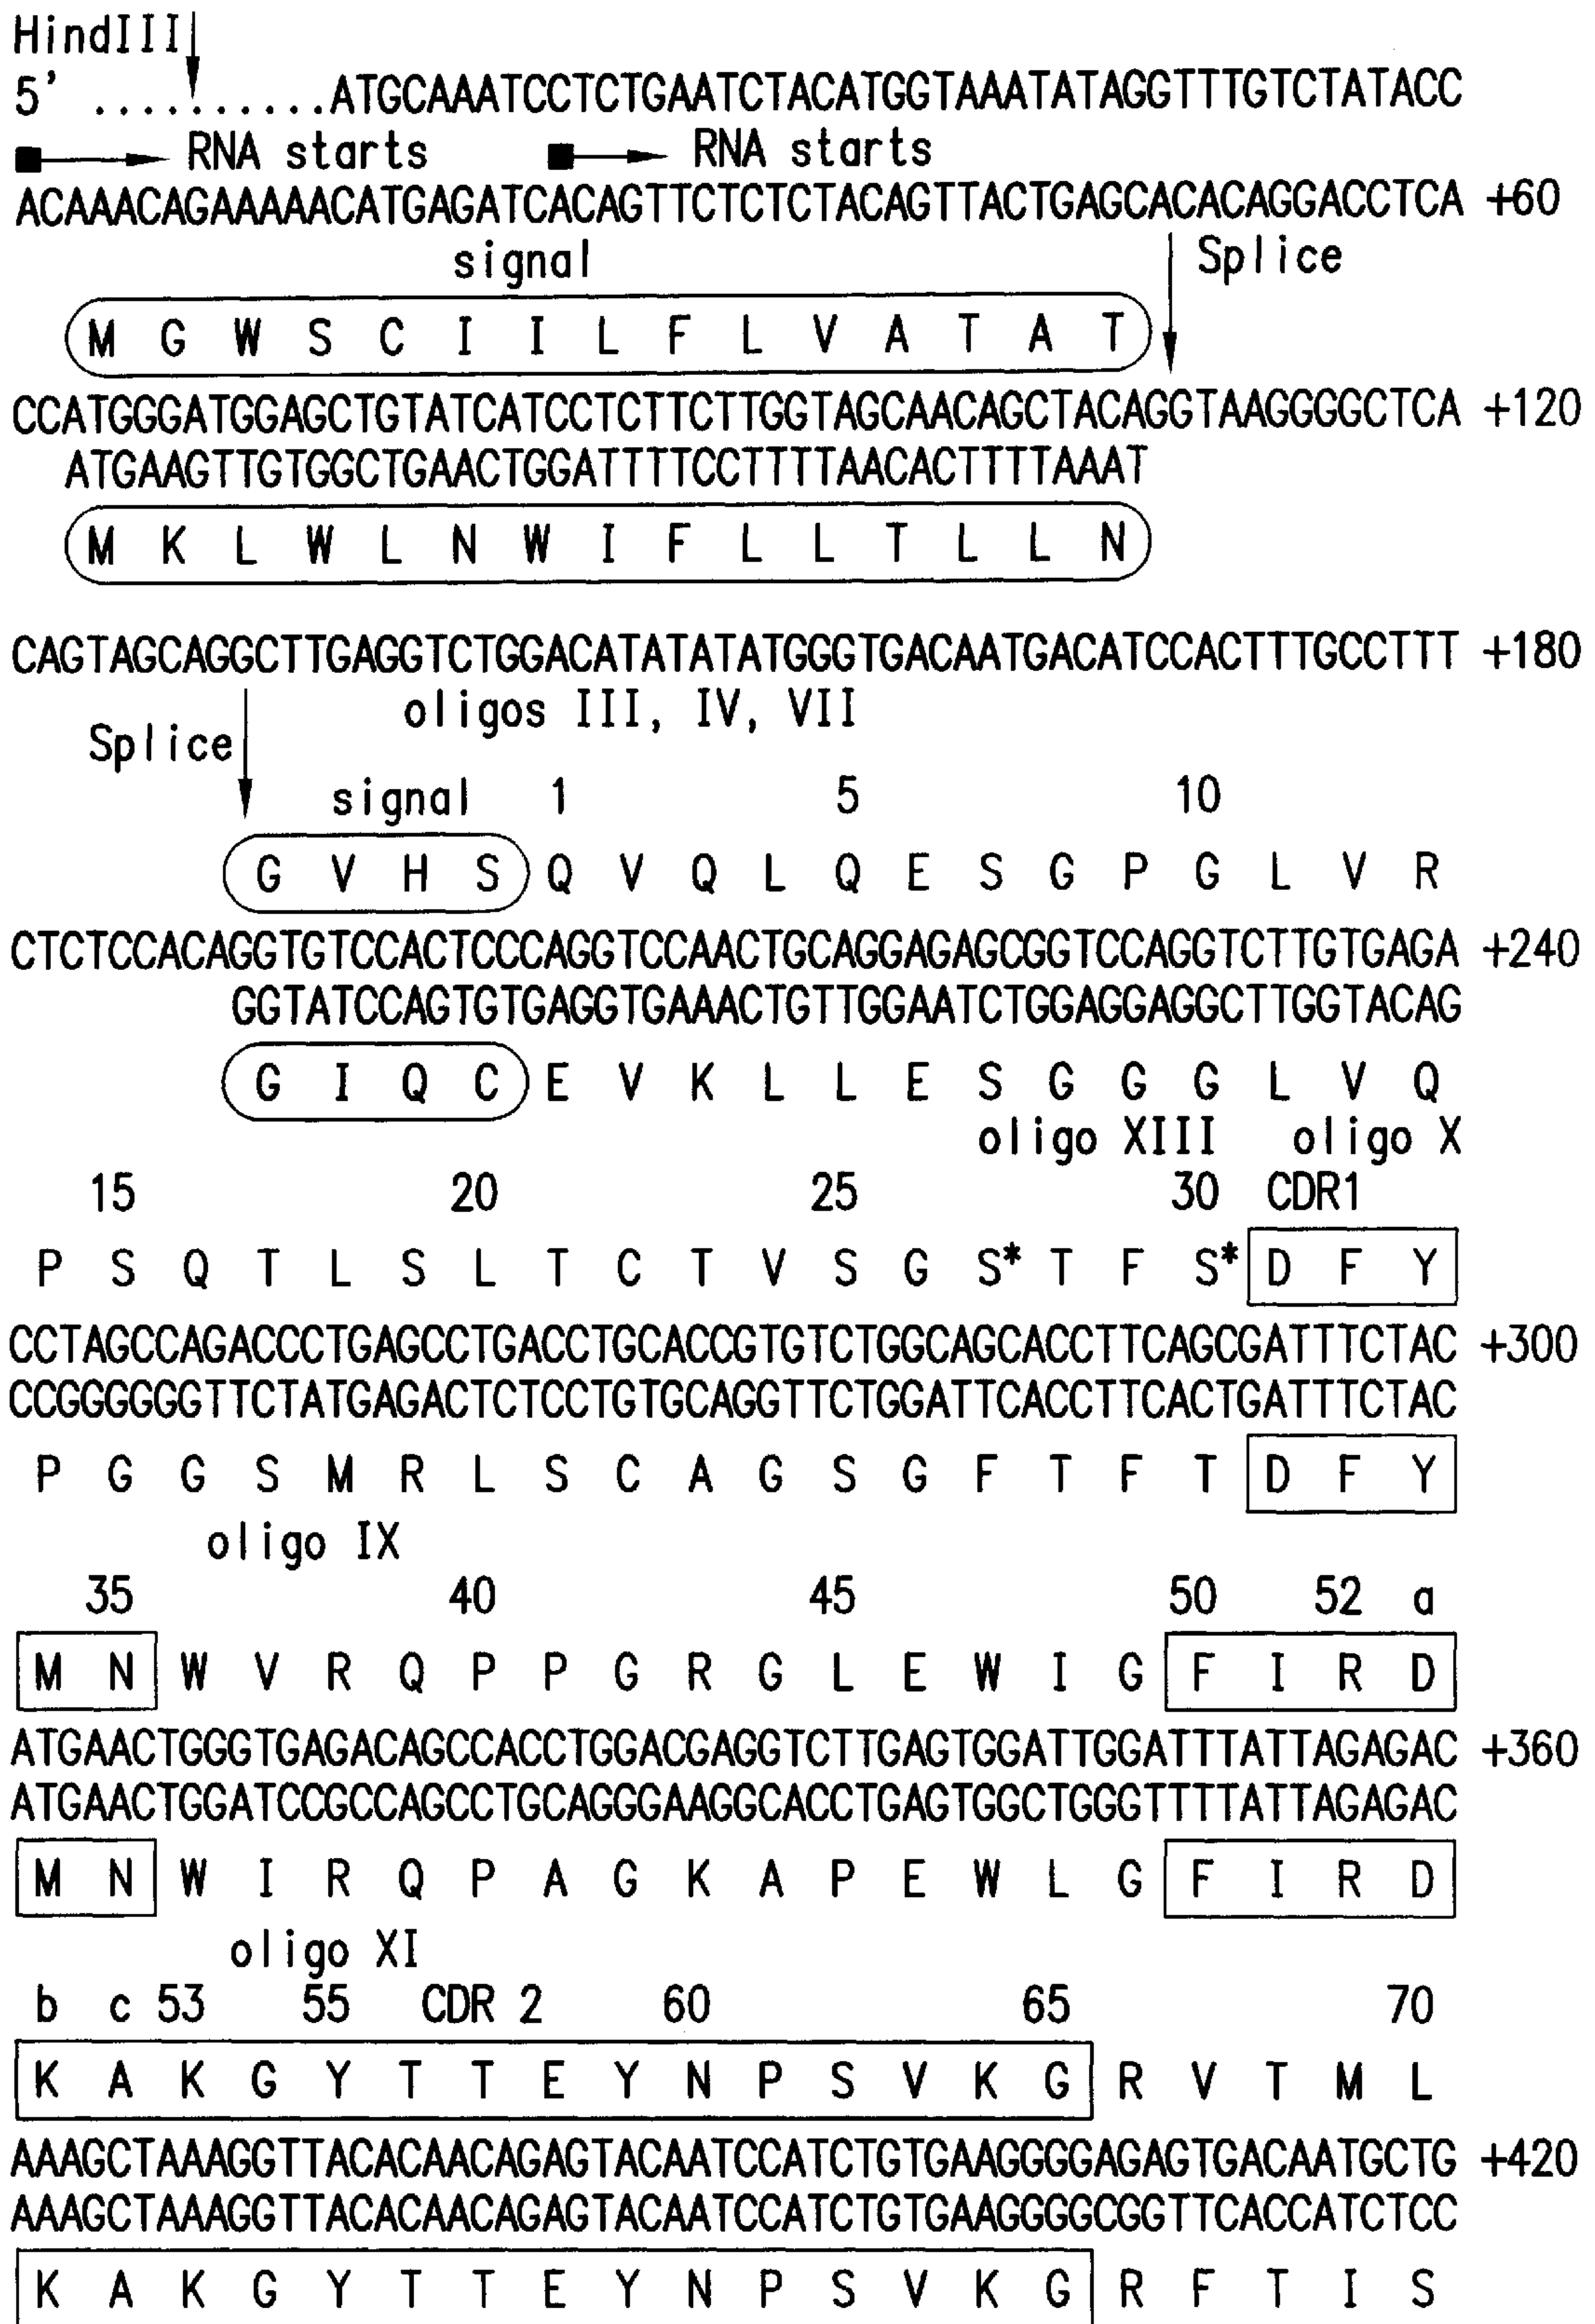 HindIII
5' ..........ATGCAAATCCTCTGAATCTACATGGTAAATATAGGTTTGTCTATACC
RNA starts RNA starts
ACAAACAGAAAAACATGAGATCACAGTTCTCTCTACAGTTACTGAGCACACAGGACCTCA +60
signal Splice
M G W S C I I L F L V A T A T
CCATGGGATGGAGCTGTATCATCCTCTTCTTGGTAGCAACAGCTACAGGTAAGGGGCTCA +120
ATGAAGTTGTGGCTGAACTGGATTTTCCTTTTAACACTTTTAAAT
M K L W L N W I F L L T L L N
CAGTAGCAGGCTTGAGGTCTGGACATATATATGGGTGACAATGACATCCACTTTGCCTTT +180
oligos III, IV, VII
Splice
signal 1 5 10
G V H S Q V Q L Q E S G P G L V R
CTCTCCACAGGTGTCCACTCCCAGGTCCAACTGCAGGAGAGCGGTCCAGGTCTTGTGAGA +240
GGTATCCAGTGTGAGGTGAAACTGTTGGAATCTGGAGGAGGCTTGGTACAG
G I Q C E V K L L E S G G G L V Q
oligo XIII oligo X
15 20 25 30 CDR1
P S Q T L S L T C T V S G S* T F S* D F Y
CCTAGCCAGACCCTGAGCCTGACCTGCACCGTGTCTGGCAGCACCTTCAGCGATTTCTAC +300
CCGGGGGGTTCTATGAGACTCTCCTGTGCAGGTTCTGGATTCACCTTCACTGATTTCTAC
P G G S M R L S C A G S G F T F T D F Y
oligo IX
35 40 45 50 52 a
M N W V R Q P P G R G L E W I G F I R D
ATGAACTGGGTGAGACAGCCACCTGGACGAGGTCTTGAGTGGATTGGATTTATTAGAGAC +360
ATGAACTGGATCCGCCAGCCTGCAGGGAAGGCACCTGAGTGGCTGGGTTTTATTAGAGAC
M N W I R Q P A G K A P E W L G F I R D
oligo XI
b c 53 55 CDR 2 60 65 70
K A K G Y T T E Y N P S V K G R V T M L
AAAGCTAAAGGTTACACAACAGAGTACAATCCATCTGTGAAGGGGAGAGTGACAATGCTG +420
AAAGCTAAAGGTTACACAACAGAGTACAATCCATCTGTGAAGGGGCGGTTCACCATCTCC
K A K G Y T T E Y N P S V K G R F T I S